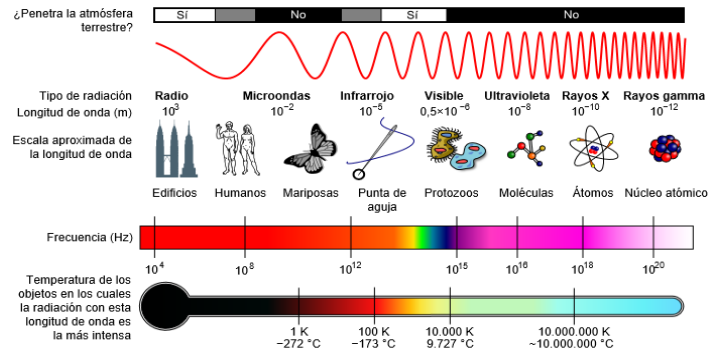 ¿Penetra la atmósfera
terrestre?
Sí
No
Sí
No
Tipo de radiación
Radio
Microondas
Infrarrojo
Visible
Ultravioleta
Rayos X
Rayos gamma
Longitud de onda (m)
10³
10⁻²
10⁻⁵
0,5×10⁻⁶
10⁻⁸
10⁻¹⁰
10⁻¹²
Escala aproximada de
la longitud de onda
Edificios
Humanos
Mariposas
Punta de
aguja
Protozoos
Moléculas
Átomos
Núcleo atómico
Frecuencia (Hz)
10⁴
10⁸
10¹²
10¹⁵
10¹⁶
10¹⁸
10²⁰
Temperatura de los
objetos en los cuales
la radiación con esta
longitud de onda es
la más intensa
1 K
−272 °C
100 K
−173 °C
10.000 K
9.727 °C
10.000.000 K
~10.000.000 °C